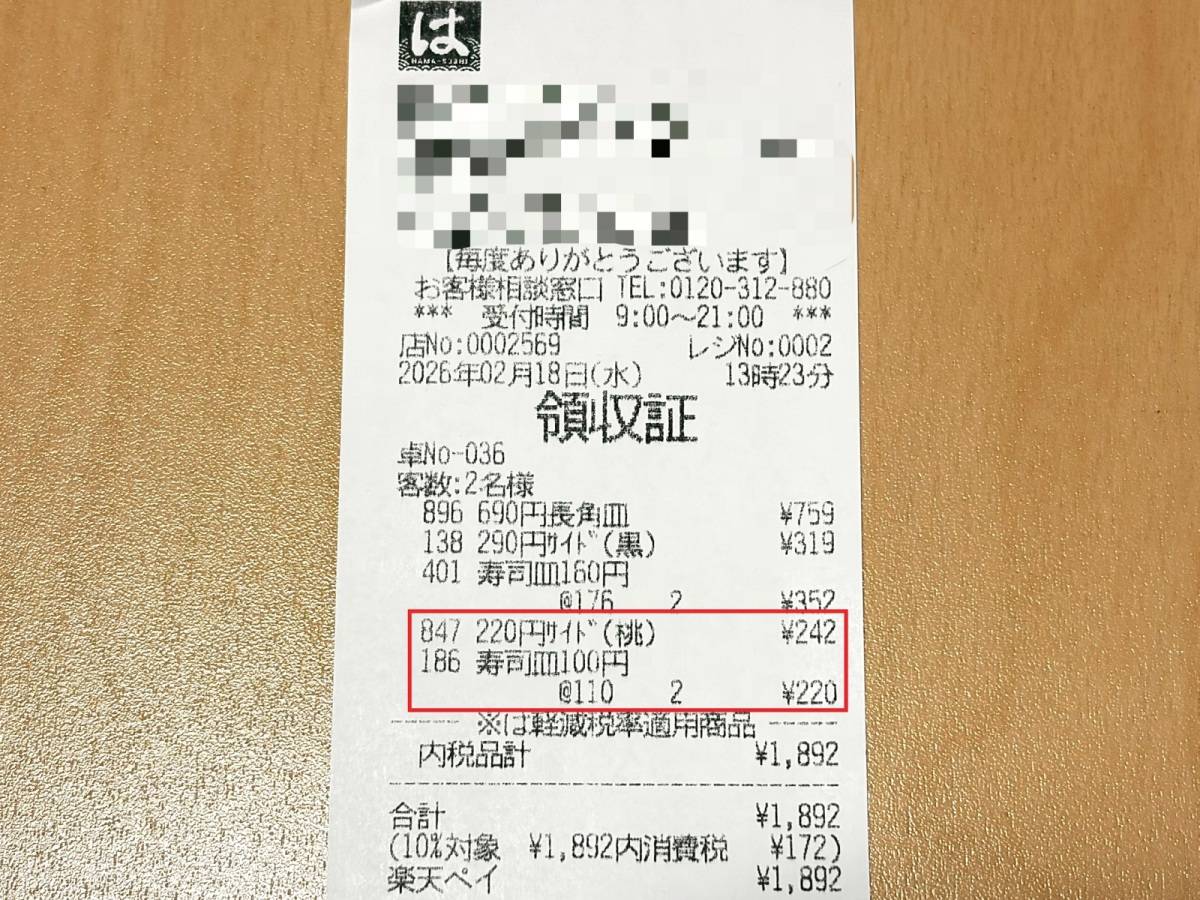 は
HAMA-SUSHI
【毎度ありがとうございます】
お客様相談窓口 TEL:0120-312-880
*** 受付時間 9:00～21:00 ***
店No:0002569 レジNo:0002
2026年02月18日(水) 13時23分
領収証
卓No-036
客数:2名様
896 690円長角皿 ¥759
138 290円ｻｲﾄﾞ(黒) ¥319
401 寿司皿160円
@176 2 ¥352
847 220円ｻｲﾄﾞ(桃) ¥242
186 寿司皿100円
@110 2 ¥220
※は軽減税率適用商品
内税品計 ¥1,892
合計 ¥1,892
(10%対象 ¥1,892内消費税 ¥172)
楽天ペイ ¥1,892